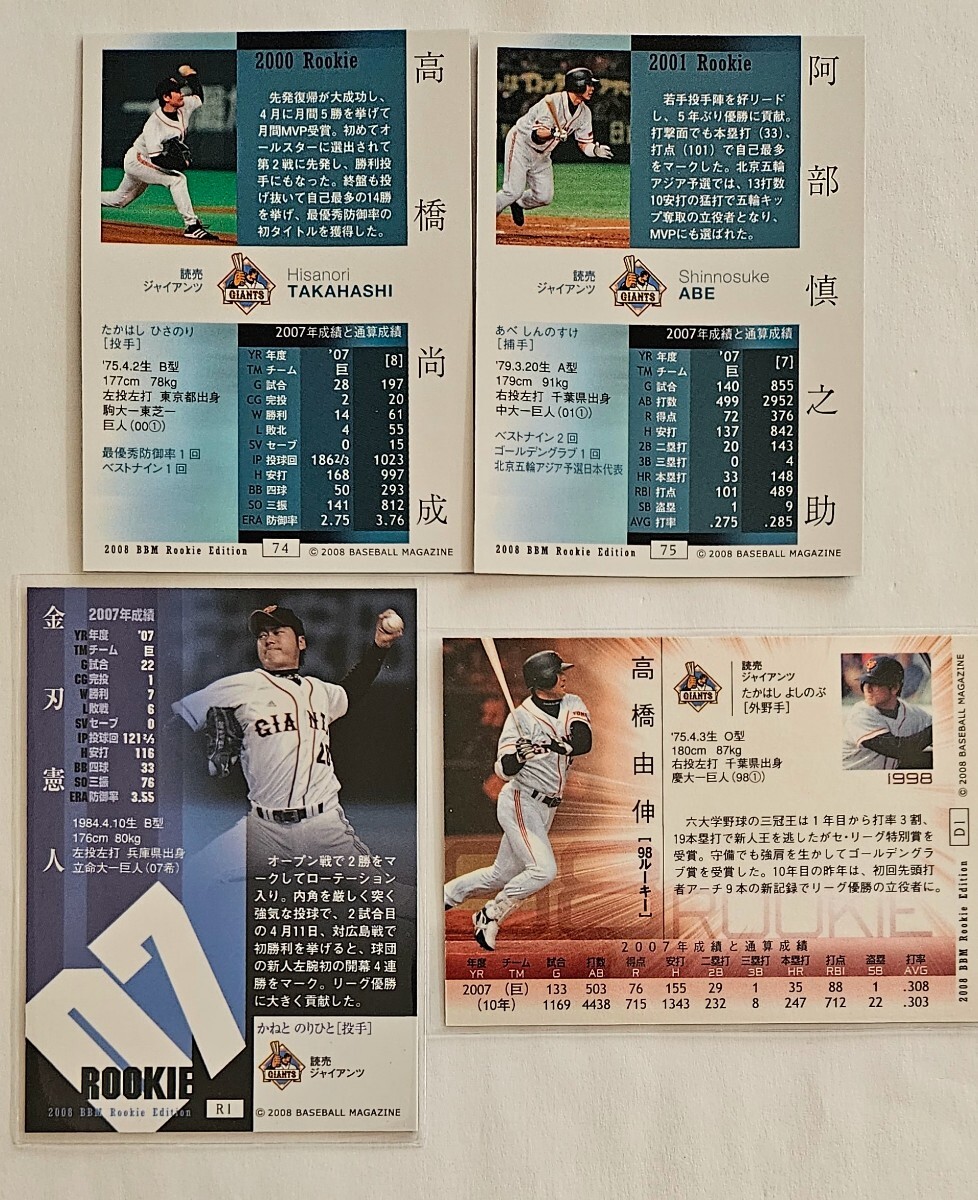 2000 Rookie
先発復帰が大成功し、
4月に月間5勝を挙げて
月間MVP受賞。初めてオ
ールスターに選出されて
第2戦に先発し、勝利投
手にもなった。終盤も投
げ抜いて自己最多の14勝
を挙げ、最優秀防御率の
初タイトルを獲得した。
高橋尚成
読売
ジャイアンツ
GIANTS
Hisanori
TAKAHASHI
たかはし ひさのり
[投手]
'75.4.2生 B型
177cm 78kg
左投左打 東京都出身
駒大ー東芝ー
巨人(00①)
最優秀防御率1回
ベストナイン1回
2007年成績と通算成績
YR 年度 '07 [8]
TM チーム 巨
G 試合 28 197
CG 完投 2 20
W 勝利 14 61
L 敗北 4 55
SV セーブ 0 15
IP 投球回 186 2/3 1023
H 安打 168 997
BB 四球 50 293
SO 三振 141 812
ERA 防御率 2.75 3.76
2008 BBM Rookie Edition 74 © 2008 BASEBALL MAGAZINE
2001 Rookie
若手投手陣を好リード
し、5年ぶり優勝に貢献。
打撃面でも本塁打(33)、
打点(101)で自己最多
をマークした。北京五輪
アジア予選では、13打数
10安打の猛打で五輪キッ
プ奪取の立役者となり、
MVPにも選ばれた。
阿部慎之助
読売
ジャイアンツ
GIANTS
Shinnosuke
ABE
あべ しんのすけ
[捕手]
'79.3.20生 A型
179cm 91kg
右投左打 千葉県出身
中大ー巨人(01①)
ベストナイン2回
ゴールデングラブ1回
北京五輪アジア予選日本代表
2007年成績と通算成績
YR 年度 '07 [7]
TM チーム 巨
G 試合 140 855
AB 打数 499 2952
R 得点 72 376
H 安打 137 842
2B 二塁打 20 143
3B 三塁打 0 4
HR 本塁打 33 148
RBI 打点 101 489
SB 盗塁 1 9
AVG 打率 .275 .285
2008 BBM Rookie Edition 75 © 2008 BASEBALL MAGAZINE
金刃憲人
2007年成績
YR 年度 '07
TM チーム 巨
G 試合 22
CG 完投 1
W 勝利 7
L 敗戦 6
SV セーブ 0
IP 投球回 121 2/3
H 安打 116
BB 四球 33
SO 三振 76
ERA 防御率 3.55
1984.4.10生 B型
176cm 80kg
左投左打 兵庫県出身
立命大ー巨人(07希)
オープン戦で2勝をマ
ークしてローテーション
入り。内角を厳しく突く
強気な投球で、2試合目
の4月11日、対広島戦で
初勝利を挙げると、球団
の新人左腕初の開幕4連
勝をマーク。リーグ優勝
に大きく貢献した。
かねと のりひと[投手]
GIANTS
読売
ジャイアンツ
07
ROOKIE
2008 BBM Rookie Edition R1 © 2008 BASEBALL MAGAZINE
高橋由伸[98ルーキー]
GIANTS
読売
ジャイアンツ
たかはし よしのぶ
[外野手]
'75.4.3生 O型
180cm 87kg
右投左打 千葉県出身
慶大ー巨人(98①)
1998
六大学野球の三冠王は1年目から打率3割、
19本塁打で新人王を逃したがセ・リーグ特別賞を
受賞。守備でも強肩を生かしてゴールデングラ
ブ賞を受賞した。10年目の昨年は、初回先頭打
者アーチ9本の新記録でリーグ優勝の立役者に。
ROOKIE
2007年成績と通算成績
年度 チーム 試合 打数 得点 安打 二塁打 三塁打 本塁打 打点 盗塁 打率
YR TM G AB R H 2B 3B HR RBI SB AVG
2007 (巨) 133 503 76 155 29 1 35 88 1 .308
(10年) 1169 4438 715 1343 232 8 247 712 22 .303
2008 BBM Rookie Edition D1 © 2008 BASEBALL MAGAZINE